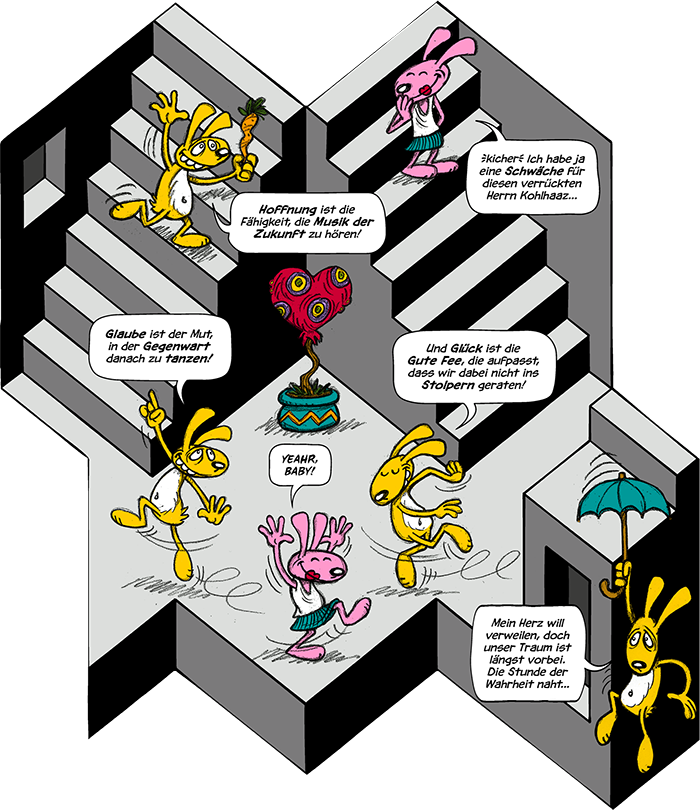 *kicher* Ich habe ja
eine Schwäche für
diesen verrückten
Herrn Kohlhaaz...
Hoffnung ist die
Fähigkeit, die Musik der
Zukunft zu hören!
Glaube ist der Mut,
in der Gegenwart
danach zu tanzen!
Und Glück ist die
Gute Fee, die aufpasst,
dass wir dabei nicht ins
Stolpern geraten!
YEAHR,
BABY!
Mein Herz will
verweilen, doch
unser Traum ist
längst vorbei.
Die Stunde der
Wahrheit naht...